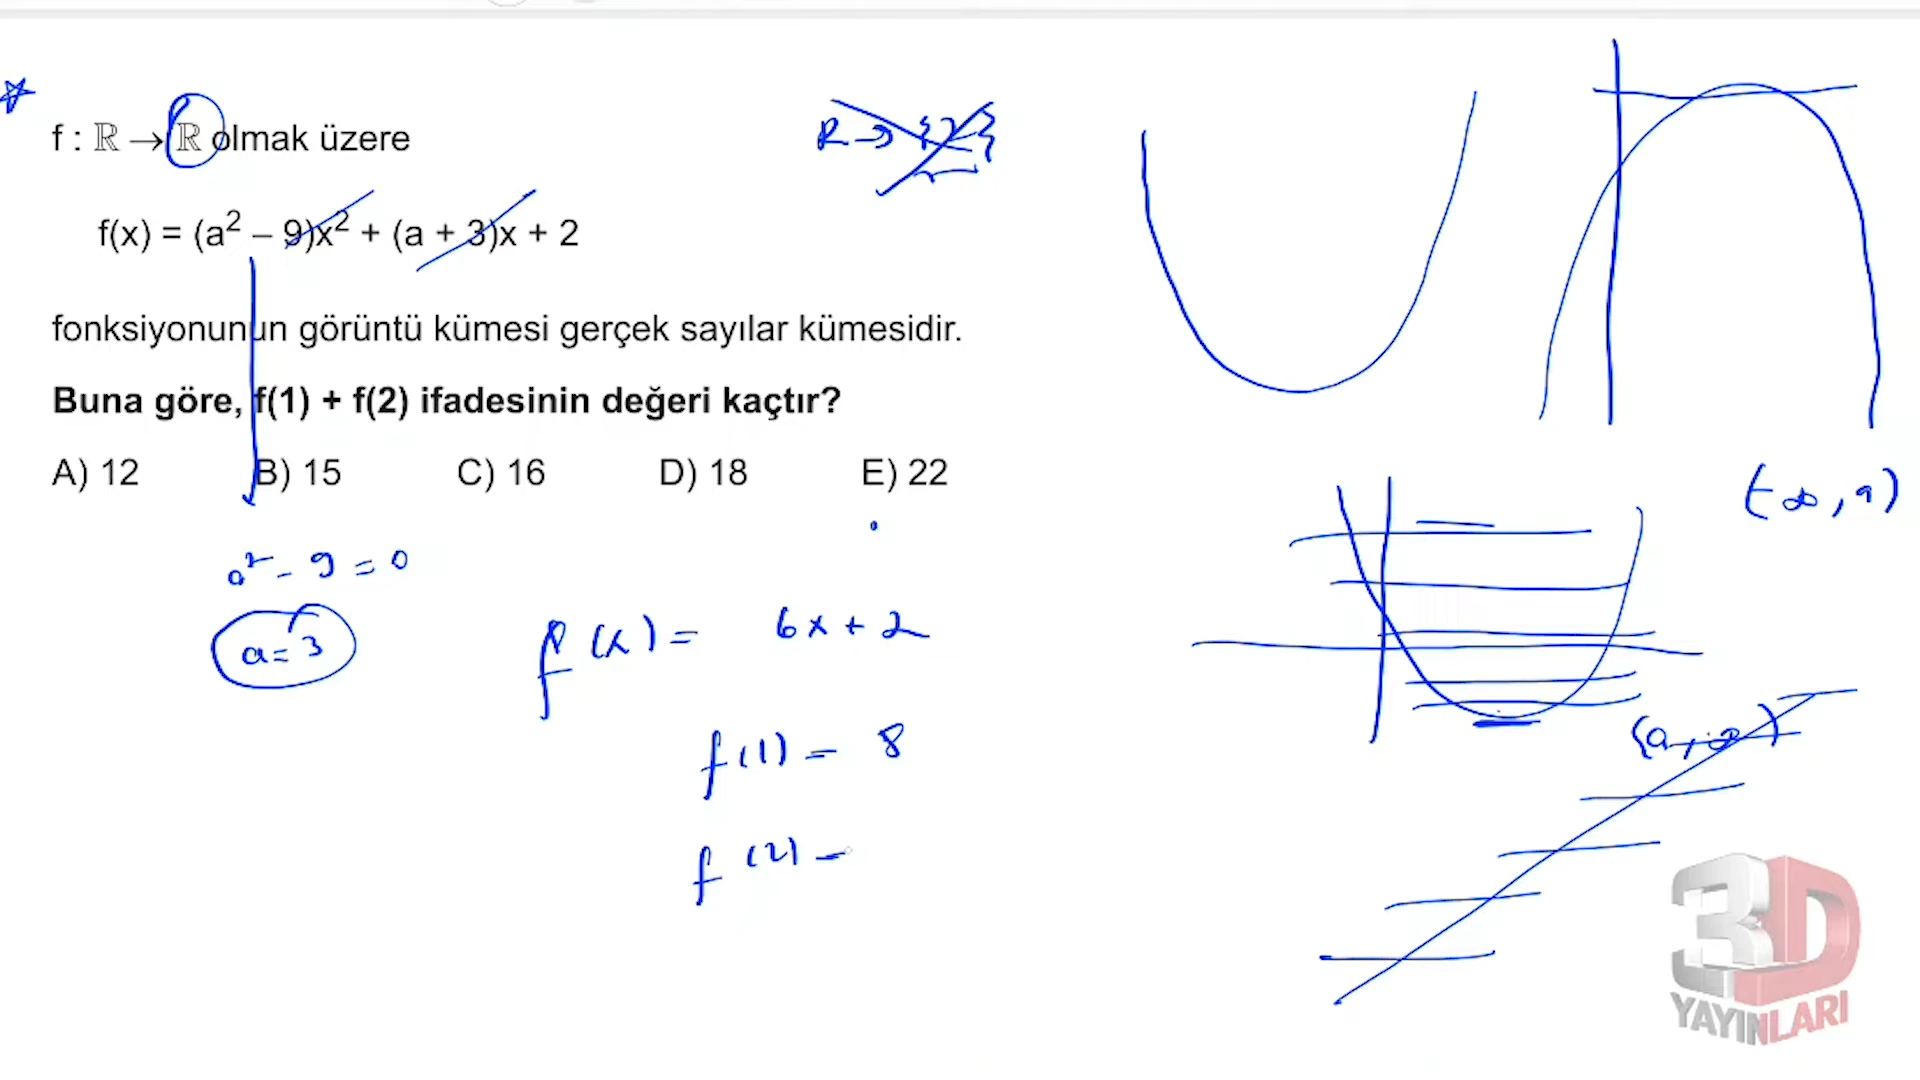 f : ℝ → ℝ olmak üzere
R → {2}
f(x) = (a² – 9)x² + (a + 3)x + 2
fonksiyonunun görüntü kümesi gerçek sayılar kümesidir.
Buna göre, f(1) + f(2) ifadesinin değeri kaçtır?
A) 12 B) 15 C) 16 D) 18 E) 22
(-∞, a)
a² - 9 = 0
a = 3
f(x) = 6x + 2
(a, ∞)
f(1) = 8
f(2) =
3D
YAYINLARI